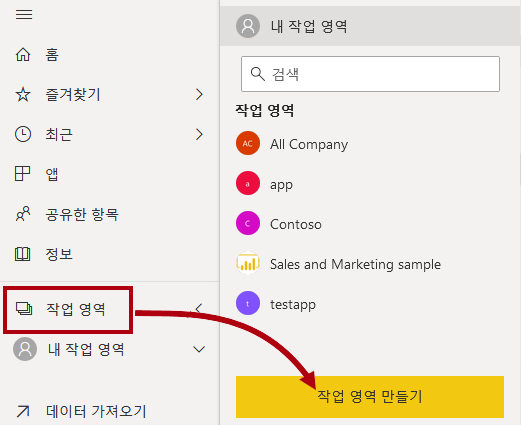 홈
즐겨찾기
최근
앱
공유한 항목
정보
작업 영역
내 작업 영역
데이터 가져오기
내 작업 영역
검색
작업 영역
AC All Company
a app
C Contoso
Sales and Marketing sample
t testapp
작업 영역 만들기